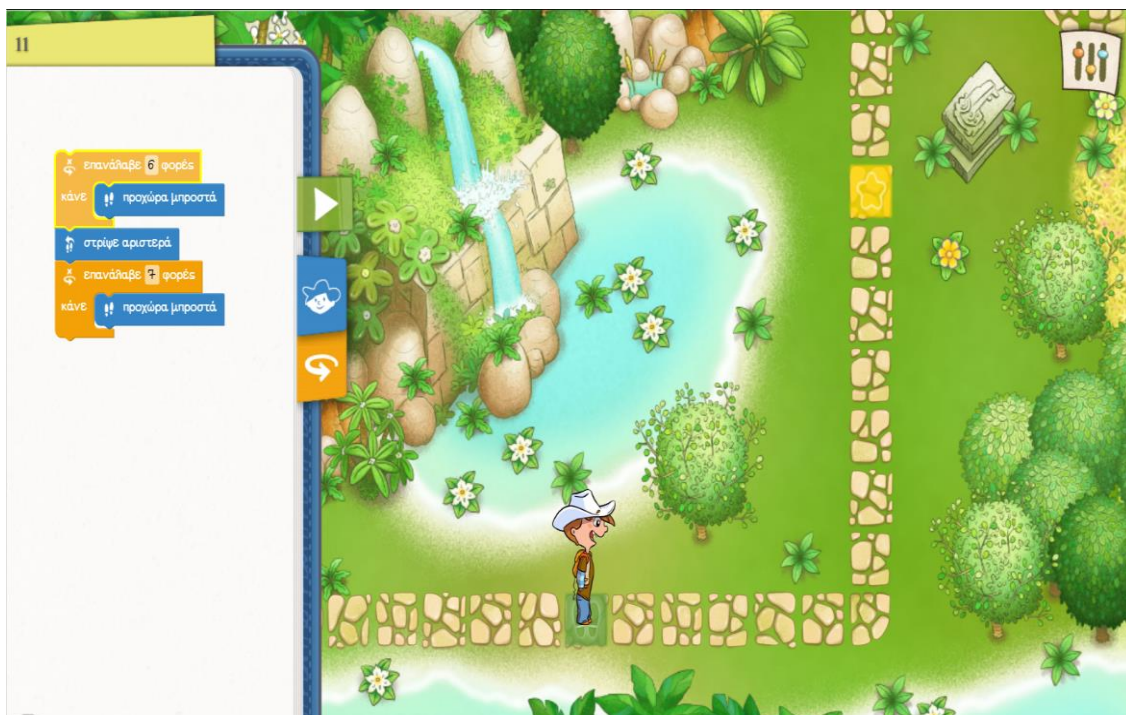 11
επανάλαβε 6 φορές
κάνε προχώρα μπροστά
στρίψε αριστερά
επανάλαβε 7 φορές
κάνε προχώρα μπροστά